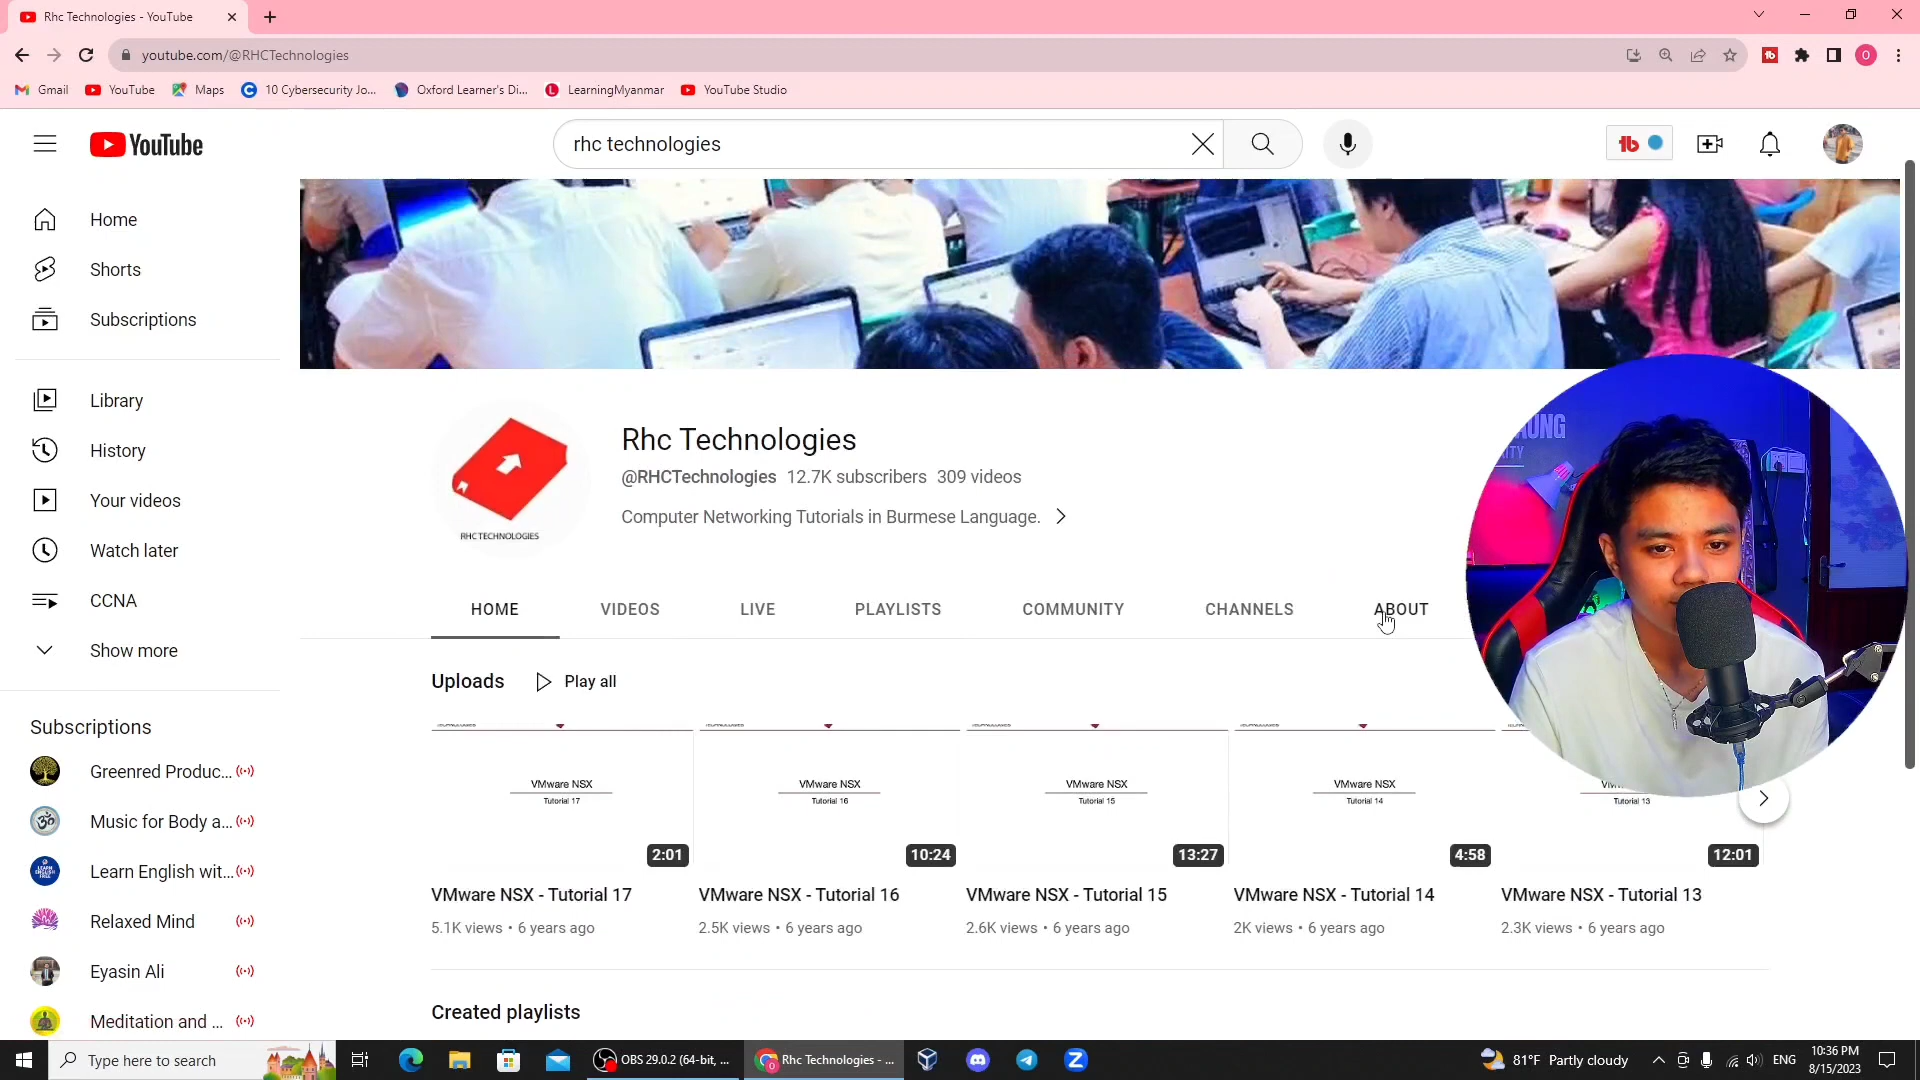 Rhc Technologies - YouTube
youtube.com/@RHCTechnologies
Gmail
YouTube
Maps
10 Cybersecurity Jo...
Oxford Learner's Di...
LearningMyanmar
YouTube Studio
YouTube
rhc technologies
tb
Home
Shorts
Subscriptions
Library
History
Your videos
Watch later
CCNA
Show more
Subscriptions
Greenred Produc...
Music for Body a...
Learn English wit...
Relaxed Mind
Eyasin Ali
Meditation and ...
RHC TECHNOLOGIES
Rhc Technologies
@RHCTechnologies 12.7K subscribers 309 videos
Computer Networking Tutorials in Burmese Language.
HOME VIDEOS LIVE PLAYLISTS COMMUNITY CHANNELS ABOUT
Uploads Play all
VMware NSX
Tutorial 17
2:01
VMware NSX - Tutorial 17
5.1K views • 6 years ago
VMware NSX
Tutorial 16
10:24
VMware NSX - Tutorial 16
2.5K views • 6 years ago
VMware NSX
Tutorial 15
13:27
VMware NSX - Tutorial 15
2.6K views • 6 years ago
VMware NSX
Tutorial 14
4:58
VMware NSX - Tutorial 14
2K views • 6 years ago
Tutorial 13
12:01
VMware NSX - Tutorial 13
2.3K views • 6 years ago
Created playlists
Type here to search
OBS 29.0.2 (64-bit, ...
Rhc Technologies - ...
81°F Partly cloudy
ENG
10:36 PM
8/15/2023